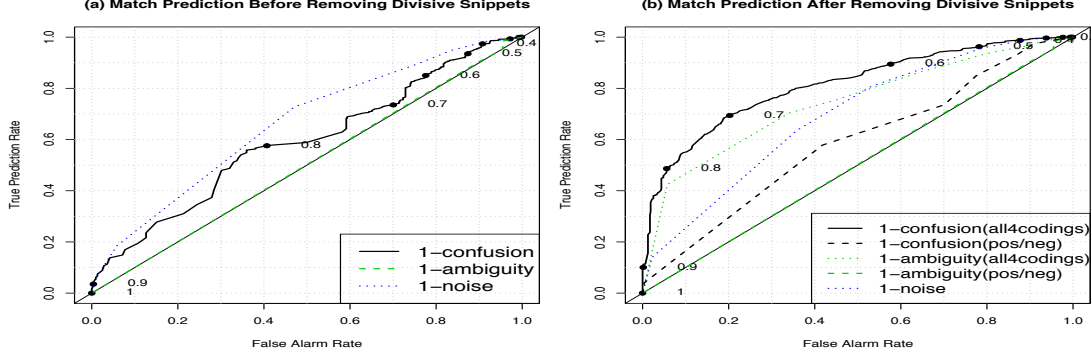 (a) Match Prediction Before Removing Divisive Snippets
True Prediction Rate
1.0
0.8
0.6
0.4
0.2
0.0
0.4
0.5
0.6
0.7
0.8
0.9
1
1−confusion
1−ambiguity
1−noise
0.0 0.2 0.4 0.6 0.8 1.0
False Alarm Rate
(b) Match Prediction After Removing Divisive Snippets
True Prediction Rate
1.0
0.8
0.6
0.4
0.2
0.0
0.5
0.6
0.7
0.8
0.9
1
1−confusion(all4codings)
1−confusion(pos/neg)
1−ambiguity(all4codings)
1−ambiguity(pos/neg)
1−noise
0.0 0.2 0.4 0.6 0.8 1.0
False Alarm Rate